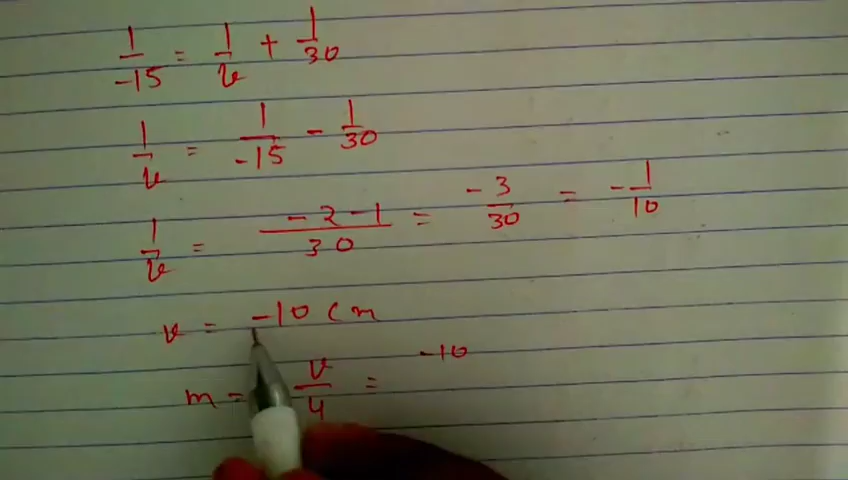 1/-15 = 1/v + 1/30
1/v = 1/-15 - 1/30
1/v = -2-1/30 = -3/30 = -1/10
v = -10 cm
m = v/u = -10